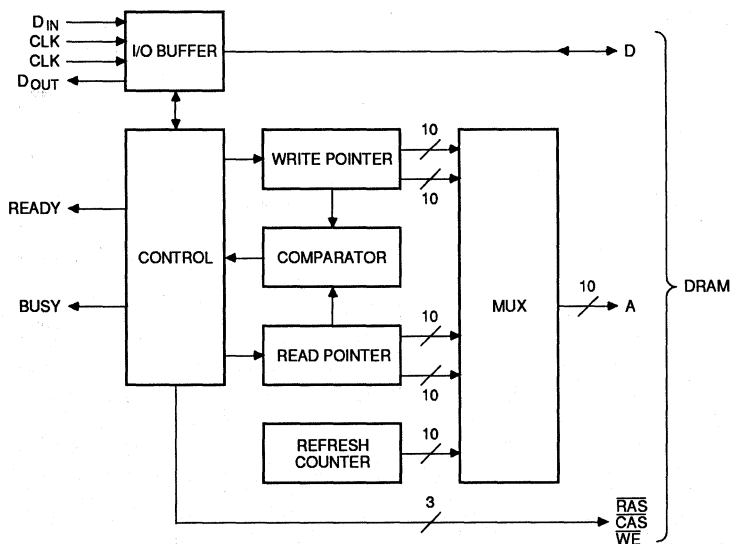 DIN
CLK
CLK
DOUT
I/O BUFFER
D
10
WRITE POINTER
10
READY
CONTROL
COMPARATOR
MUX
10
A
DRAM
BUSY
10
READ POINTER
10
REFRESH
COUNTER
10
3
RAS
CAS
WE